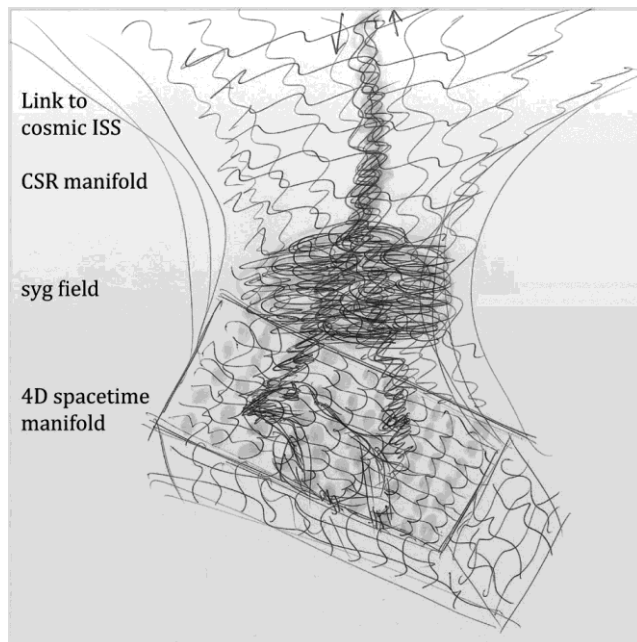 Link to
cosmic ISS
CSR manifold
syg field
4D spacetime
manifold